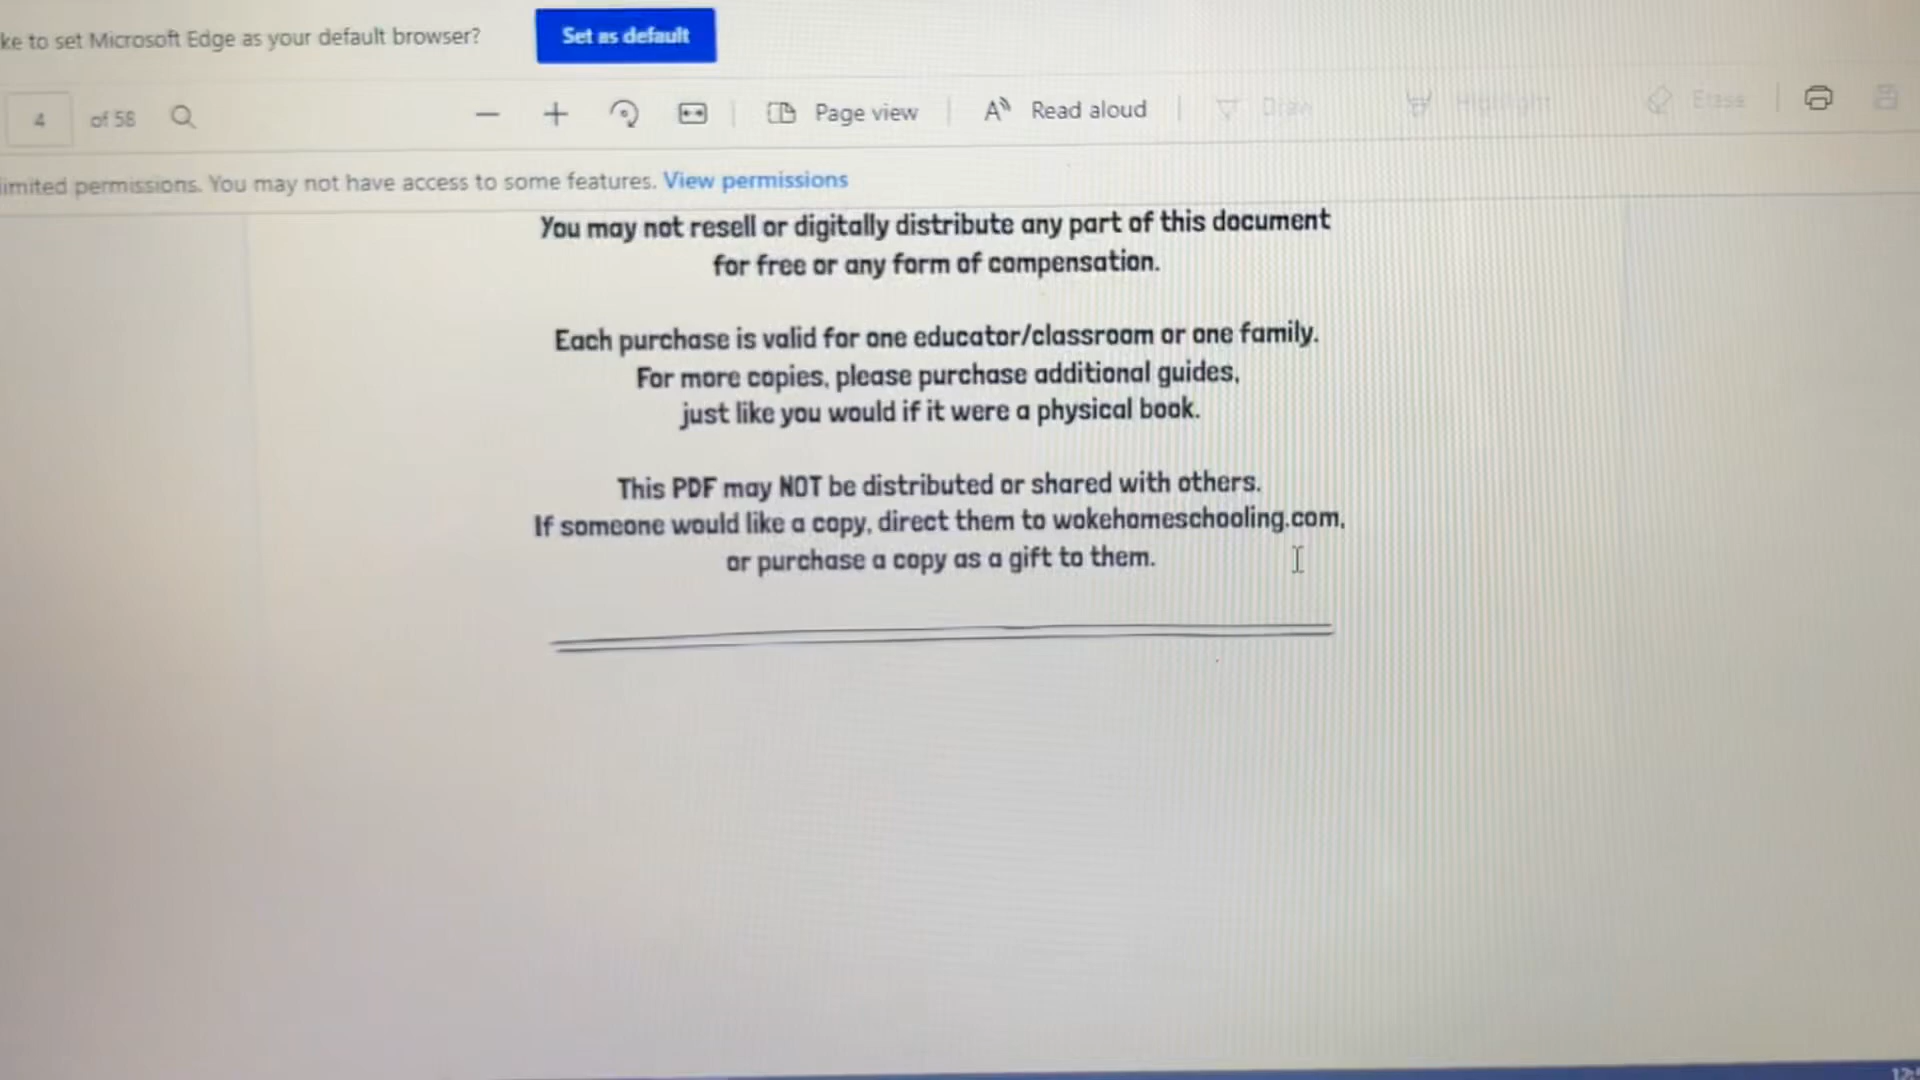 ke to set Microsoft Edge as your default browser? Set as default
4 of 58 Page view Read aloud Draw Highlight Erase
limited permissions. You may not have access to some features. View permissions
You may not resell or digitally distribute any part of this document
for free or any form of compensation.
Each purchase is valid for one educator/classroom or one family.
For more copies, please purchase additional guides,
just like you would if it were a physical book.
This PDF may NOT be distributed or shared with others.
If someone would like a copy, direct them to wokehomeschooling.com,
or purchase a copy as a gift to them.